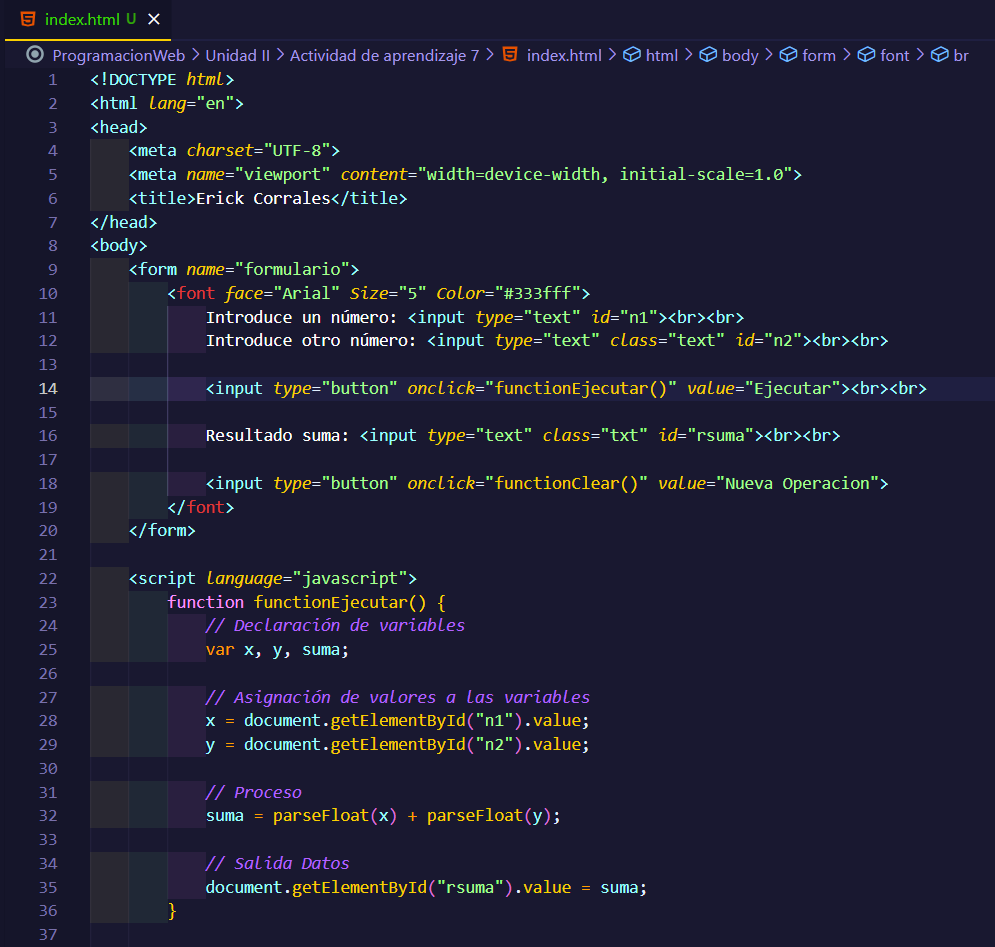 index.html U
ProgramacionWeb > Unidad II > Actividad de aprendizaje 7 > index.html > html > body > form > font > br
1 <!DOCTYPE html>
2 <html lang="en">
3 <head>
4     <meta charset="UTF-8">
5     <meta name="viewport" content="width=device-width, initial-scale=1.0">
6     <title>Erick Corrales</title>
7 </head>
8 <body>
9     <form name="formulario">
10         <font face="Arial" Size="5" Color="#333fff">
11             Introduce un número: <input type="text" id="n1"><br><br>
12             Introduce otro número: <input type="text" class="text" id="n2"><br><br>
13
14             <input type="button" onclick="functionEjecutar()" value="Ejecutar"><br><br>
15
16             Resultado suma: <input type="text" class="txt" id="rsuma"><br><br>
17
18             <input type="button" onclick="functionClear()" value="Nueva Operacion">
19         </font>
20     </form>
21
22     <script language="javascript">
23         function functionEjecutar() {
24             // Declaración de variables
25             var x, y, suma;
26
27             // Asignación de valores a las variables
28             x = document.getElementById("n1").value;
29             y = document.getElementById("n2").value;
30
31             // Proceso
32             suma = parseFloat(x) + parseFloat(y);
33
34             // Salida Datos
35             document.getElementById("rsuma").value = suma;
36         }
37